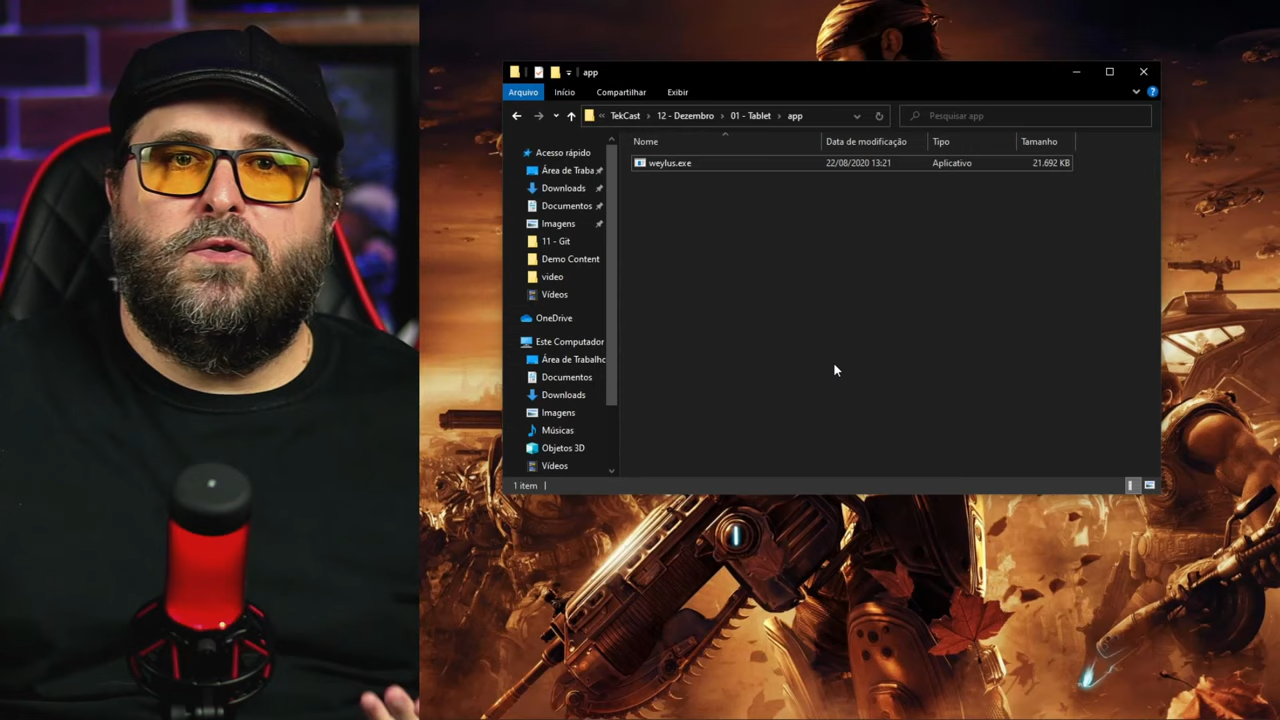 app
Arquivo Início Compartilhar Exibir
« TekCast › 12 - Dezembro › 01 - Tablet › app
Pesquisar app
Nome Data de modificação Tipo Tamanho
weylus.exe 22/08/2020 13:21 Aplicativo 21.692 KB
Acesso rápido
Área de Traba
Downloads
Documentos
Imagens
11 - Git
Demo Content
video
Vídeos
OneDrive
Este Computador
Área de Trabalho
Documentos
Downloads
Imagens
Músicas
Objetos 3D
Vídeos
1 item